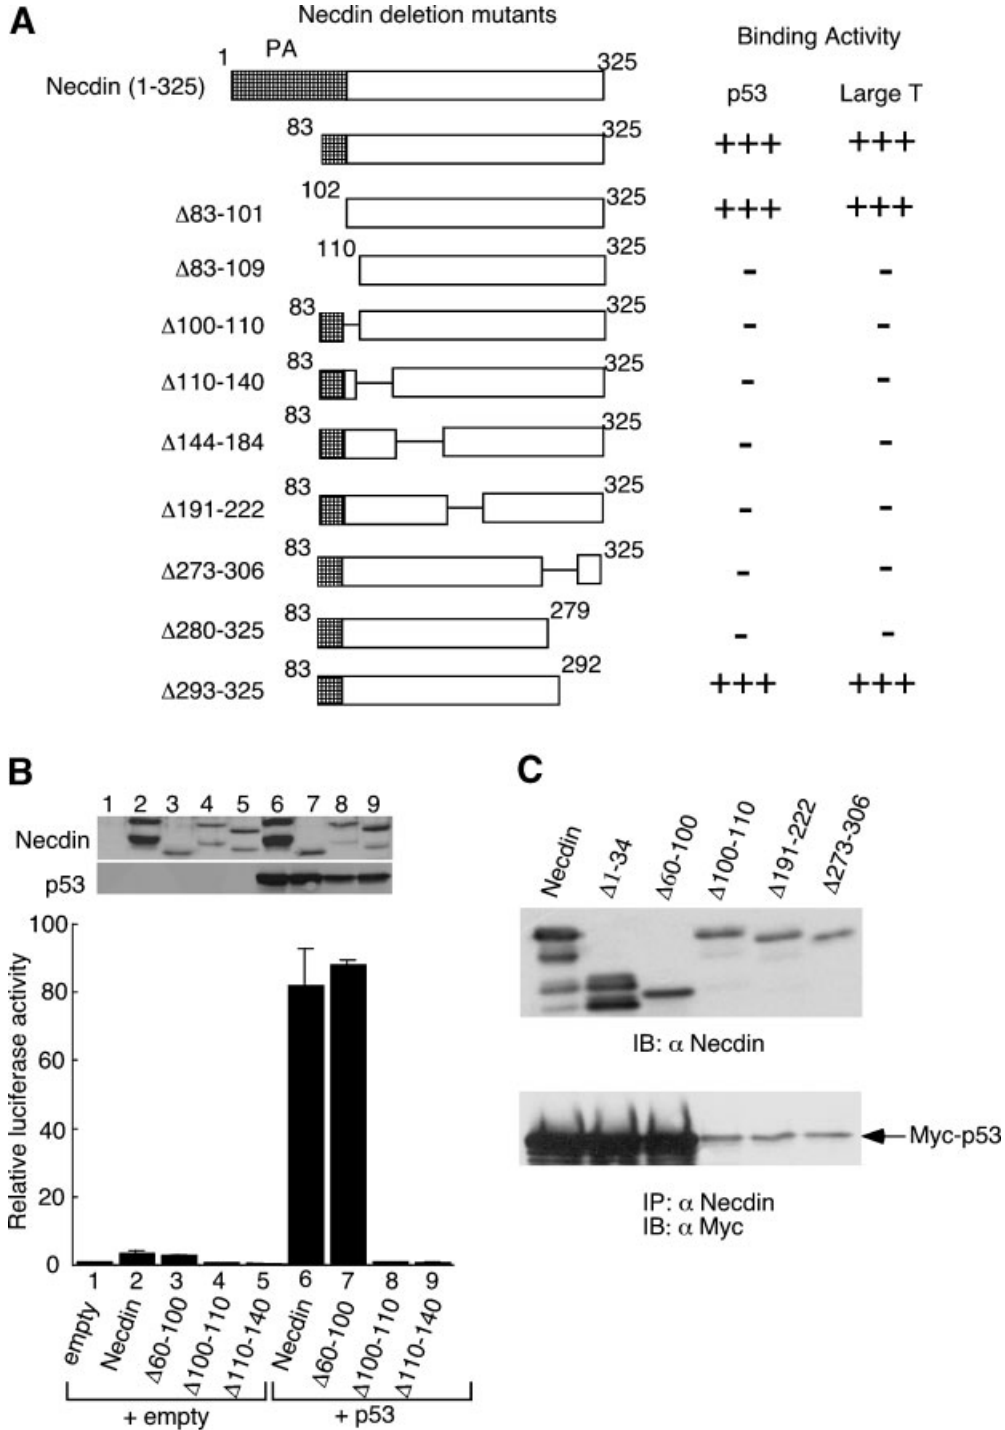 A
Necdin deletion mutants
Binding Activity
p53 Large T
1 PA 325
Necdin (1-325)
83 325 +++ +++
Δ83-101 102 325 +++ +++
Δ83-109 110 325 - -
Δ100-110 83 325 - -
Δ110-140 83 325 - -
Δ144-184 83 325 - -
Δ191-222 83 325 - -
Δ273-306 83 325 - -
Δ280-325 83 279 - -
Δ293-325 83 292 +++ +++
B
1 2 3 4 5 6 7 8 9
Necdin
p53
Relative luciferase activity
100
80
60
40
20
0
1 2 3 4 5 6 7 8 9
empty Necdin Δ60-100 Δ100-110 Δ110-140 Necdin Δ60-100 Δ100-110 Δ110-140
+ empty + p53
C
Necdin Δ1-34 Δ60-100 Δ100-110 Δ191-222 Δ273-306
IB: α Necdin
Myc-p53
IP: α Necdin
IB: α Myc